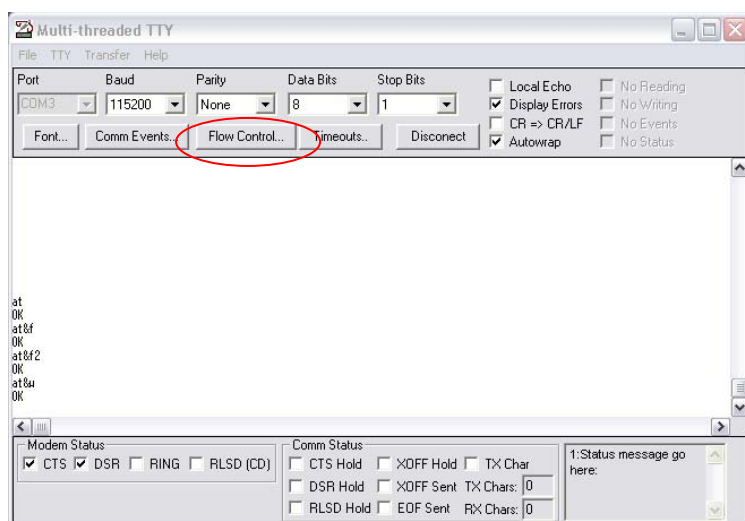 Multi-threaded TTY
File TTY Transfer Help
Port Baud Parity Data Bits Stop Bits
COM3 115200 None 8 1
Font... Comm Events... Flow Control... Timeouts.. Disconect
Local Echo No Reading
Display Errors No Writing
CR => CR/LF No Events
Autowrap No Status
at
OK
at&f
OK
at&f2
OK
at&w
OK
Modem Status
CTS DSR RING RLSD (CD)
Comm Status
CTS Hold XOFF Hold TX Char
DSR Hold XOFF Sent TX Chars: 0
RLSD Hold EOF Sent RX Chars: 0
1:Status message go
here: